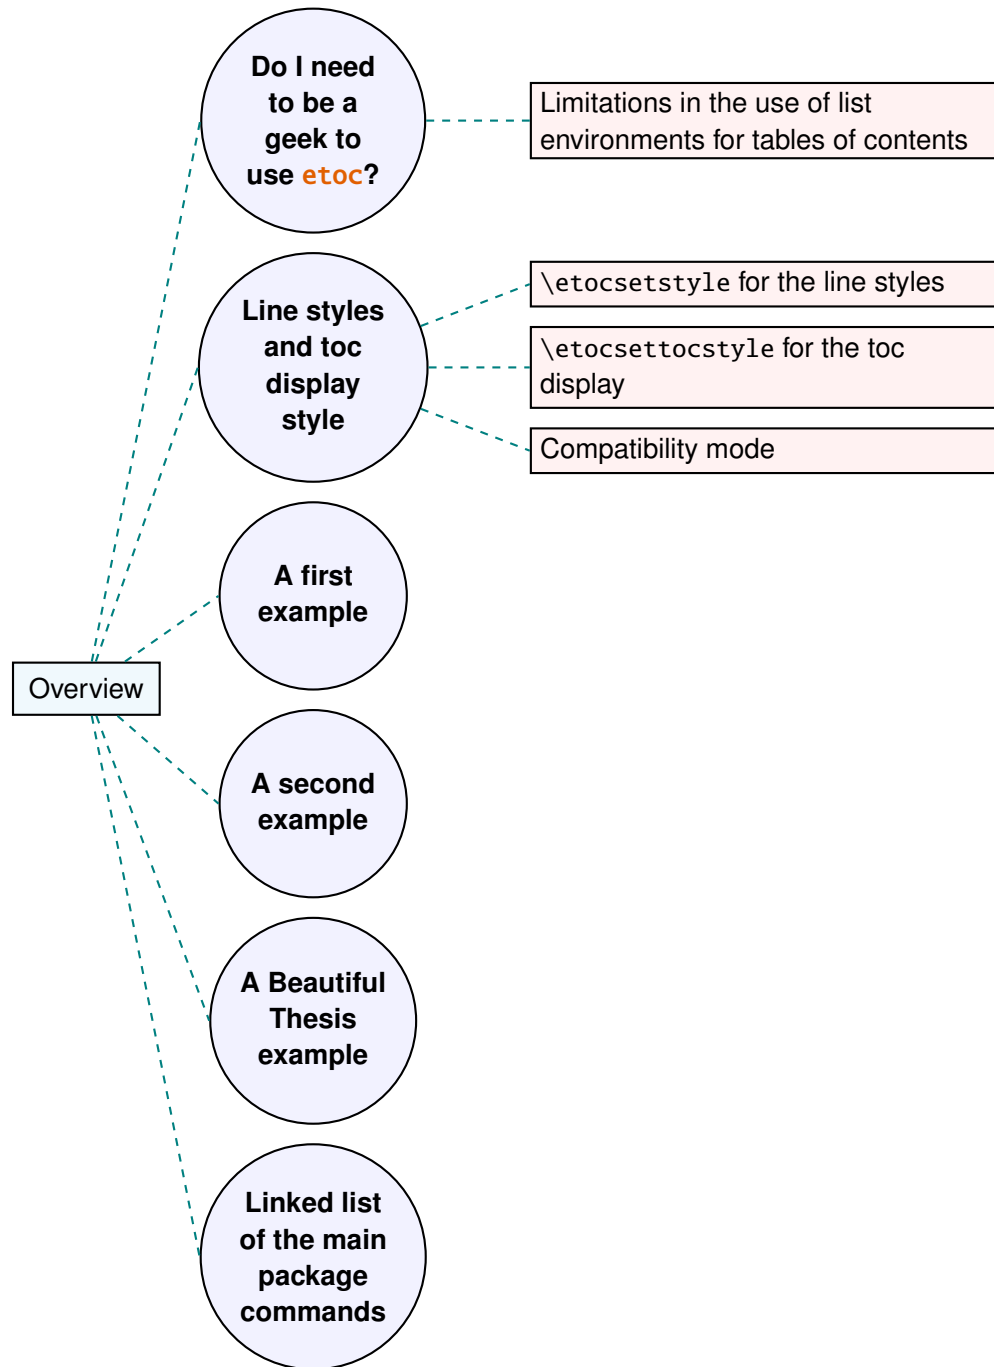 Do I need
to be a
geek to
use etoc?
Limitations in the use of list
environments for tables of contents
Line styles
and toc
display
style
\etocsetstyle for the line styles
\etocsettocstyle for the toc
display
Compatibility mode
A first
example
Overview
A second
example
A Beautiful
Thesis
example
Linked list
of the main
package
commands